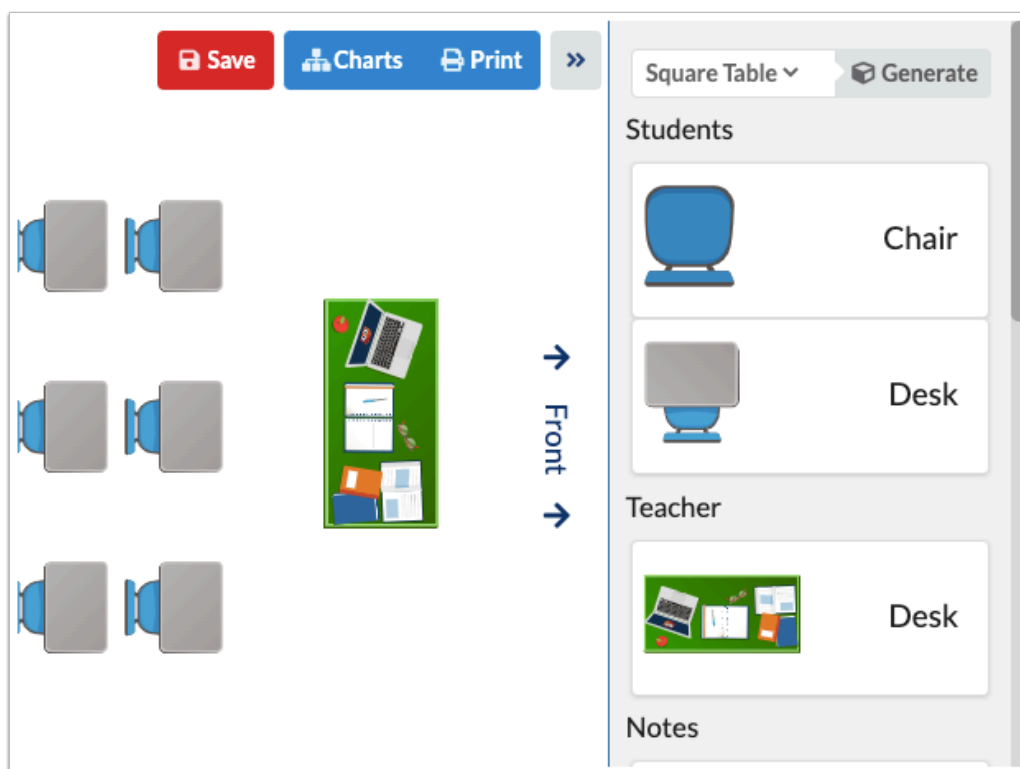 Save
Charts
Print
»
Square Table
Generate
Students
Chair
Desk
Teacher
Desk
Notes
Front